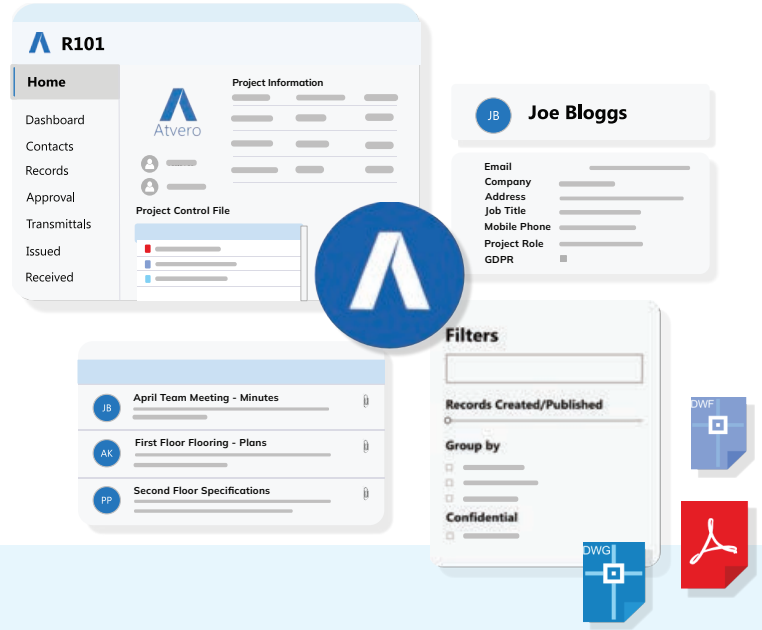 R101
Home
Dashboard
Contacts
Records
Approval
Transmittals
Issued
Received
Atvero
Project Information
Project Control File
JB
Joe Bloggs
Email
Company
Address
Job Title
Mobile Phone
Project Role
GDPR
JB
April Team Meeting - Minutes
AK
First Floor Flooring - Plans
PP
Second Floor Specifications
Filters
Records Created/Published
Group by
Confidential
DWF
DWG